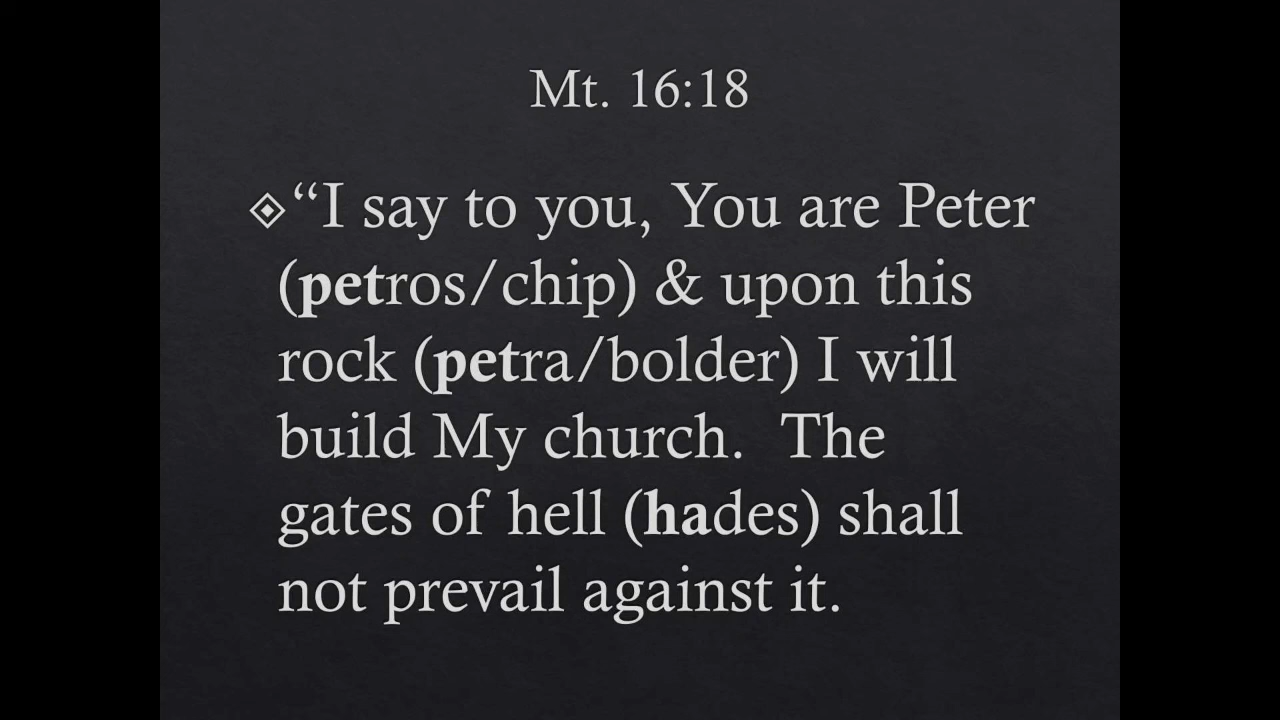 Mt. 16:18
“I say to you, You are Peter
(petros/chip) & upon this
rock (petra/bolder) I will
build My church.  The
gates of hell (hades) shall
not prevail against it.